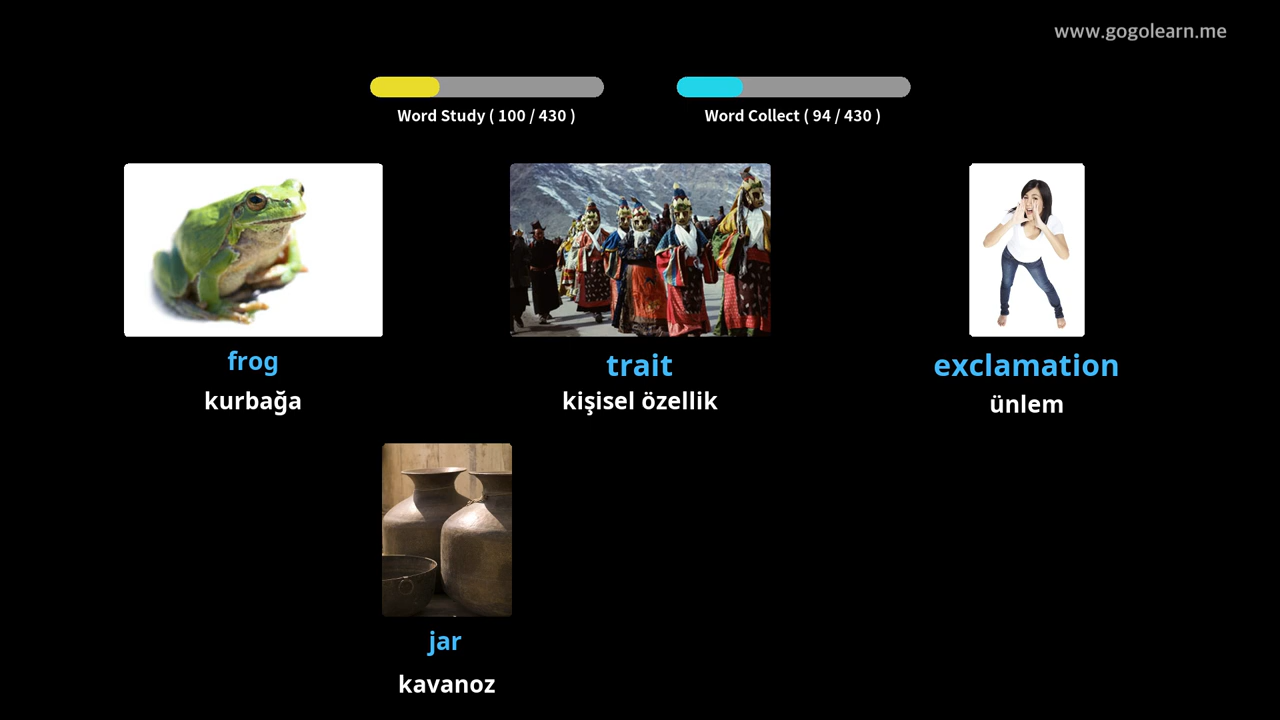 www.gogolearn.me
Word Study ( 100 / 430 )
Word Collect ( 94 / 430 )
frog
kurbağa
trait
kişisel özellik
exclamation
ünlem
jar
kavanoz